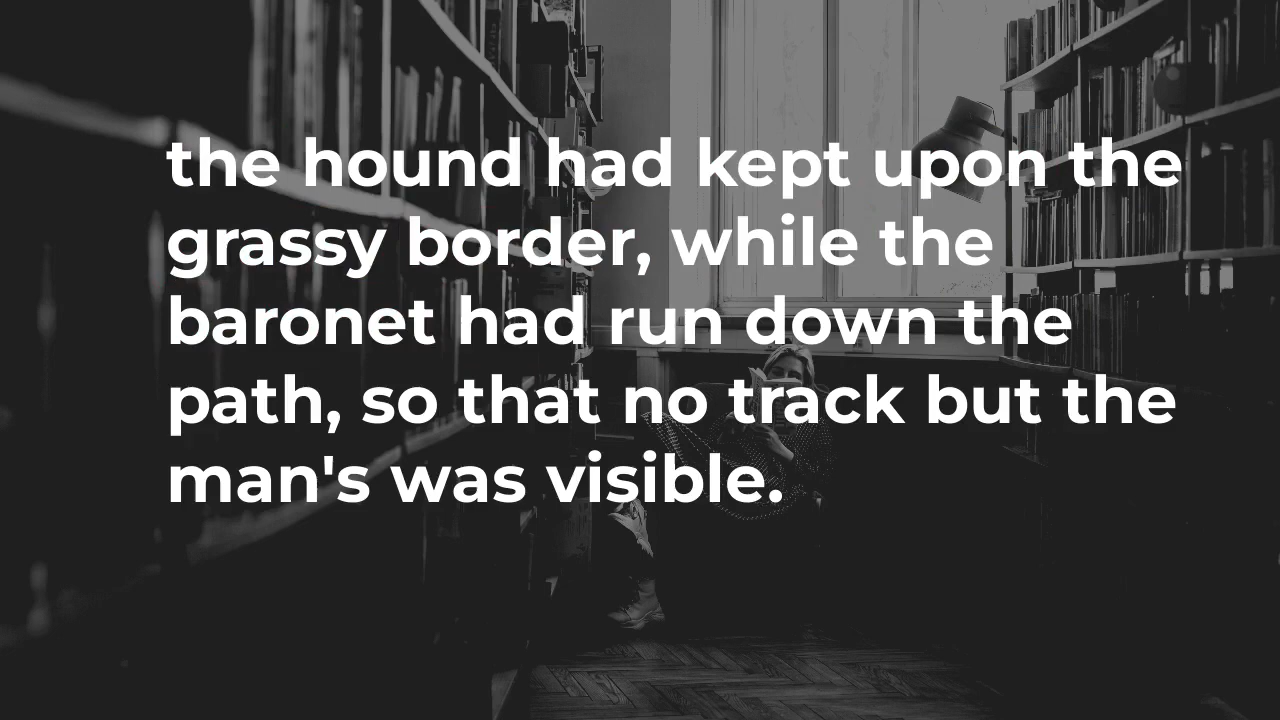 the hound had kept upon the
grassy border, while the
baronet had run down the
path, so that no track but the
man's was visible.